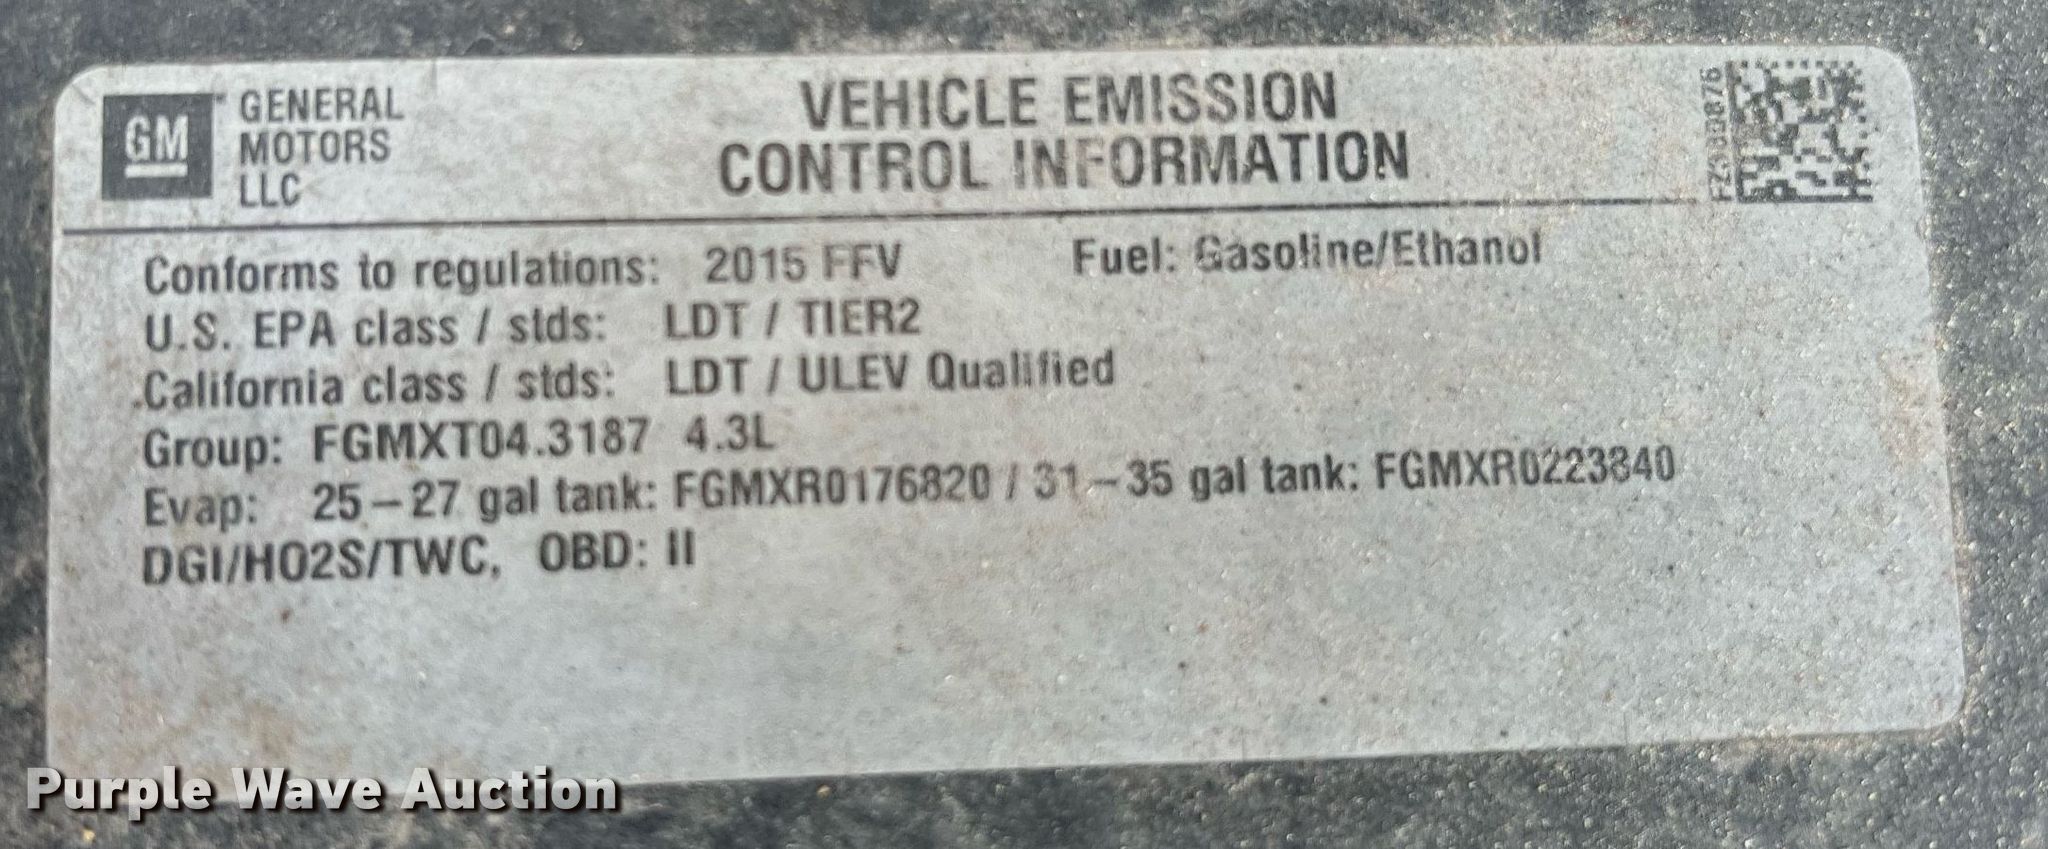 GM
GENERAL
MOTORS
LLC
VEHICLE EMISSION
CONTROL INFORMATION
Conforms to regulations: 2015 FFV Fuel: Gasoline/Ethanol
U.S. EPA class / stds: LDT / TIER2
California class / stds: LDT / ULEV Qualified
Group: FGMXT04.3187 4.3L
Evap: 25–27 gal tank: FGMXR0176820 / 31–35 gal tank: FGMXR0223840
DGI/HO2S/TWC, OBD: II
Purple Wave Auction